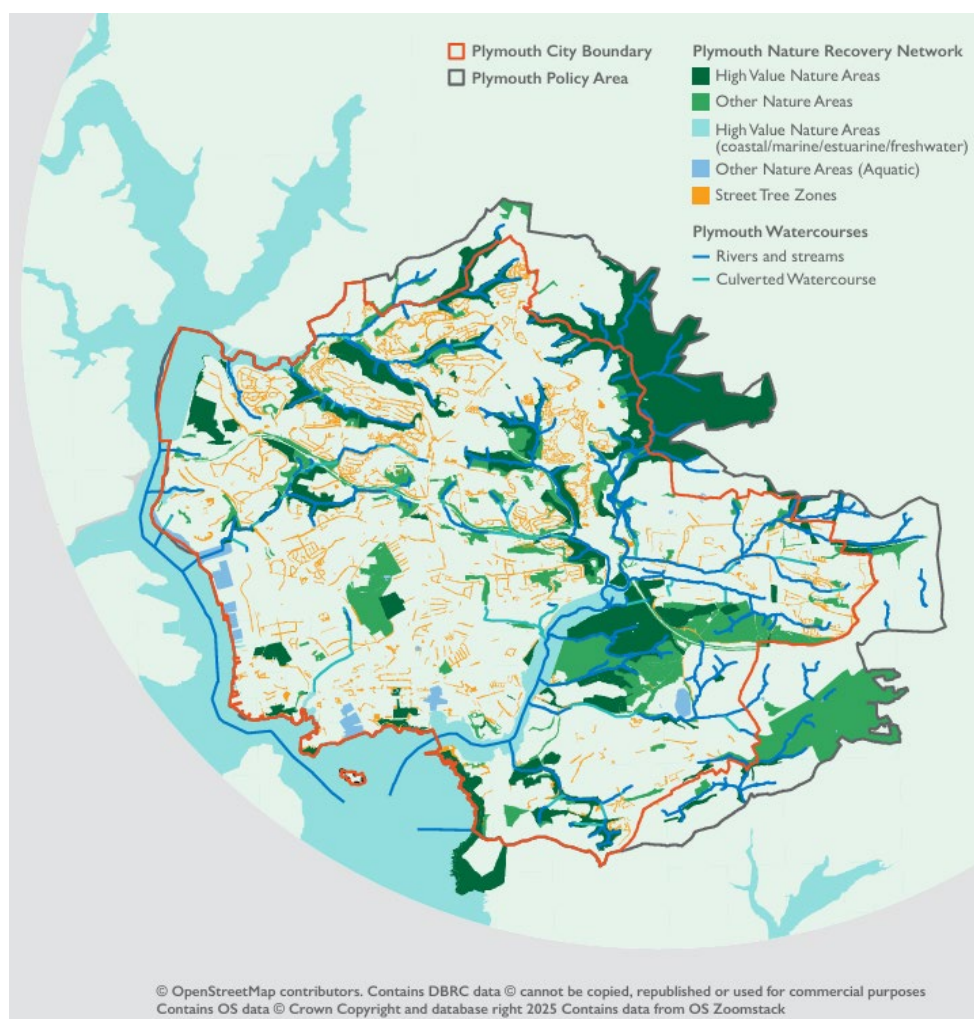 Plymouth City Boundary
Plymouth Policy Area
Plymouth Nature Recovery Network
High Value Nature Areas
Other Nature Areas
High Value Nature Areas
(coastal/marine/estuarine/freshwater)
Other Nature Areas (Aquatic)
Street Tree Zones
Plymouth Watercourses
Rivers and streams
Culverted Watercourse
© OpenStreetMap contributors. Contains DBRC data © cannot be copied, republished or used for commercial purposes
Contains OS data © Crown Copyright and database right 2025 Contains data from OS Zoomstack